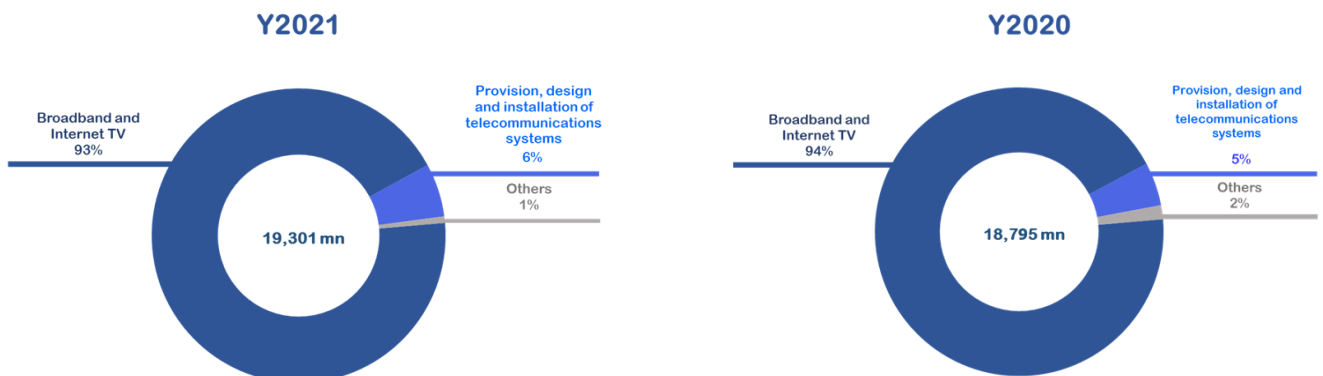 Y2021
Broadband and
Internet TV
93%
Provision, design
and installation of
telecommunications
systems
6%
Others
1%
19,301 mn
Y2020
Broadband and
Internet TV
94%
Provision, design and
installation of
telecommunications
systems
5%
Others
2%
18,795 mn